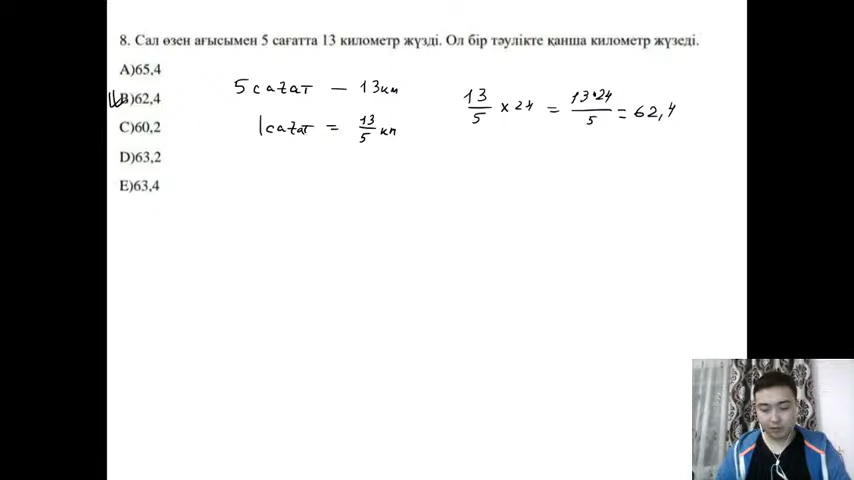 8. Сал өзен ағысымен 5 сағатта 13 километр жүзді. Ол бір тәулікте қанша километр жүзеді.
A)65,4
B)62,4
C)60,2
D)63,2
E)63,4
5 сағат — 13 км
1 сағат = 13/5 км
13/5 × 24 = 13·24/5 = 62,4